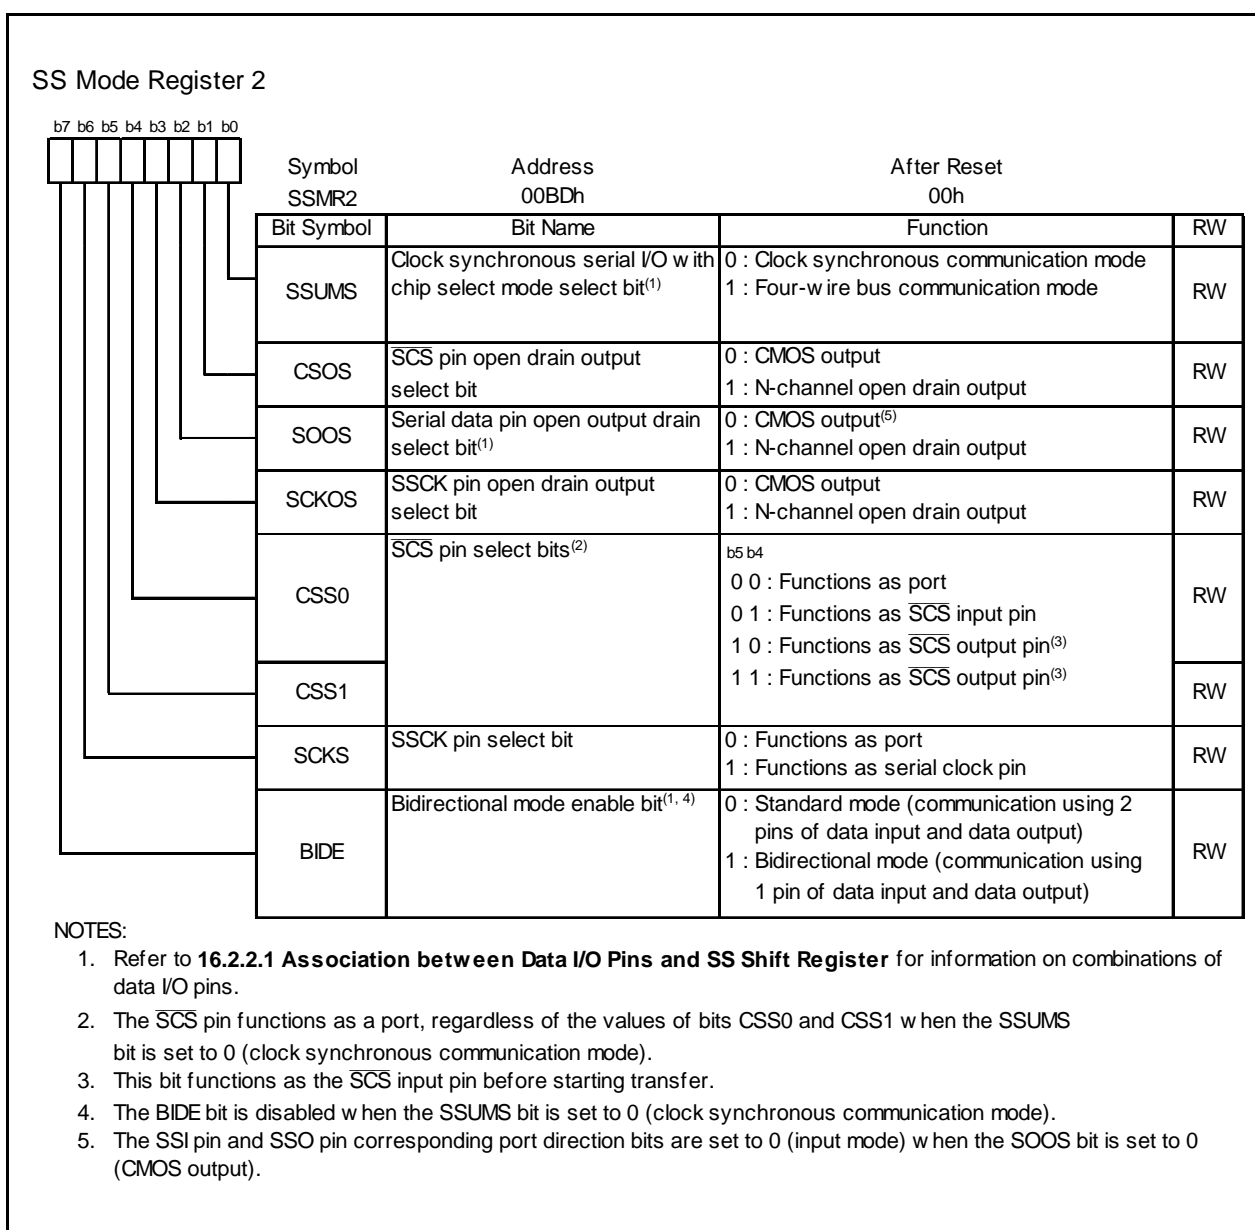 SS Mode Register 2
b7 b6 b5 b4 b3 b2 b1 b0
Symbol Address After Reset
SSMR2 00BDh 00h
Bit Symbol Bit Name Function RW
SSUMS Clock synchronous serial I/O with chip select mode select bit(1) 0 : Clock synchronous communication mode
1 : Four-wire bus communication mode RW
CSOS S̅C̅S̅ pin open drain output select bit 0 : CMOS output
1 : N-channel open drain output RW
SOOS Serial data pin open output drain select bit(1) 0 : CMOS output(5)
1 : N-channel open drain output RW
SCKOS SSCK pin open drain output select bit 0 : CMOS output
1 : N-channel open drain output RW
CSS0 S̅C̅S̅ pin select bits(2) b5 b4
0 0 : Functions as port
0 1 : Functions as S̅C̅S̅ input pin
1 0 : Functions as S̅C̅S̅ output pin(3)
1 1 : Functions as S̅C̅S̅ output pin(3) RW
CSS1 RW
SCKS SSCK pin select bit 0 : Functions as port
1 : Functions as serial clock pin RW
BIDE Bidirectional mode enable bit(1, 4) 0 : Standard mode (communication using 2
pins of data input and data output)
1 : Bidirectional mode (communication using
1 pin of data input and data output) RW
NOTES:
1. Refer to 16.2.2.1 Association between Data I/O Pins and SS Shift Register for information on combinations of
data I/O pins.
2. The S̅C̅S̅ pin functions as a port, regardless of the values of bits CSS0 and CSS1 when the SSUMS
bit is set to 0 (clock synchronous communication mode).
3. This bit functions as the S̅C̅S̅ input pin before starting transfer.
4. The BIDE bit is disabled when the SSUMS bit is set to 0 (clock synchronous communication mode).
5. The SSI pin and SSO pin corresponding port direction bits are set to 0 (input mode) when the SOOS bit is set to 0
(CMOS output).